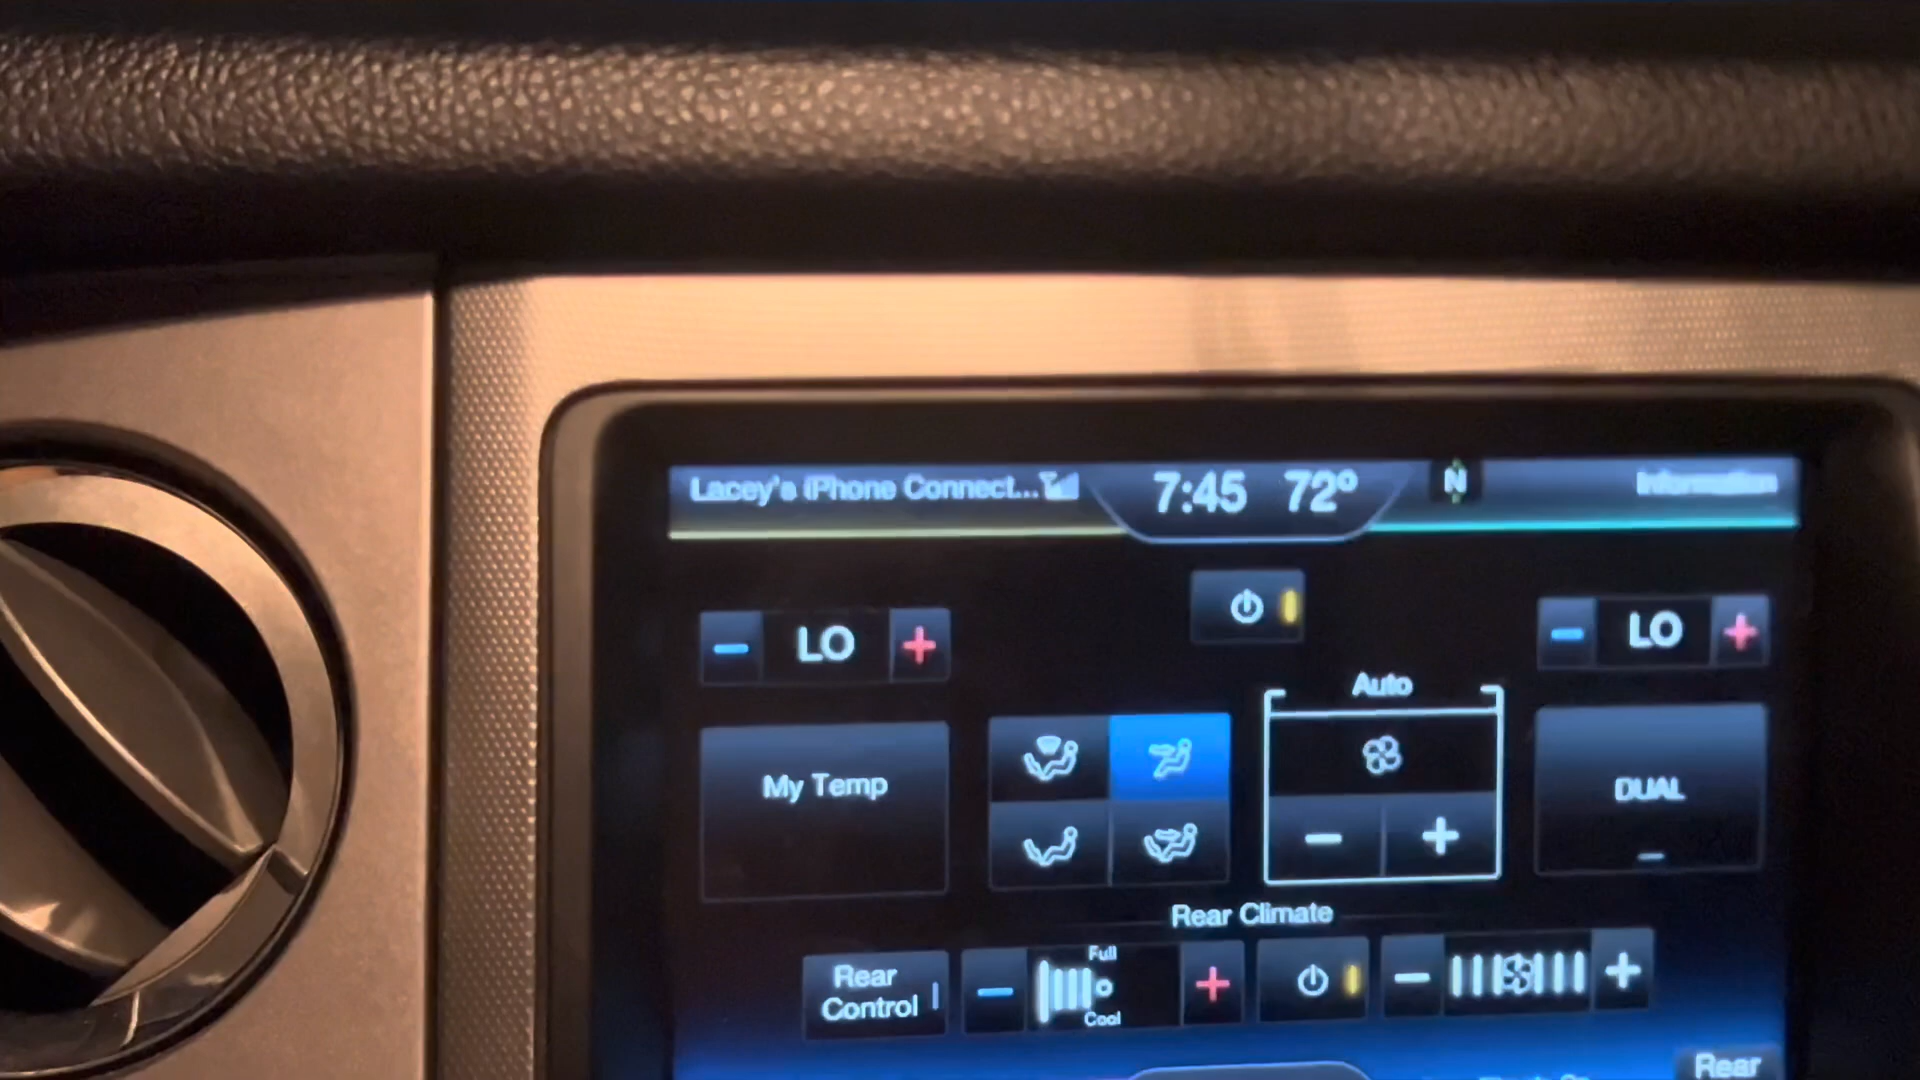 Lacey's iPhone Connect... 7:45 72° N Information
LO LO
Auto
My Temp DUAL
Rear Climate
Rear
Control
Full
Cool
Rear